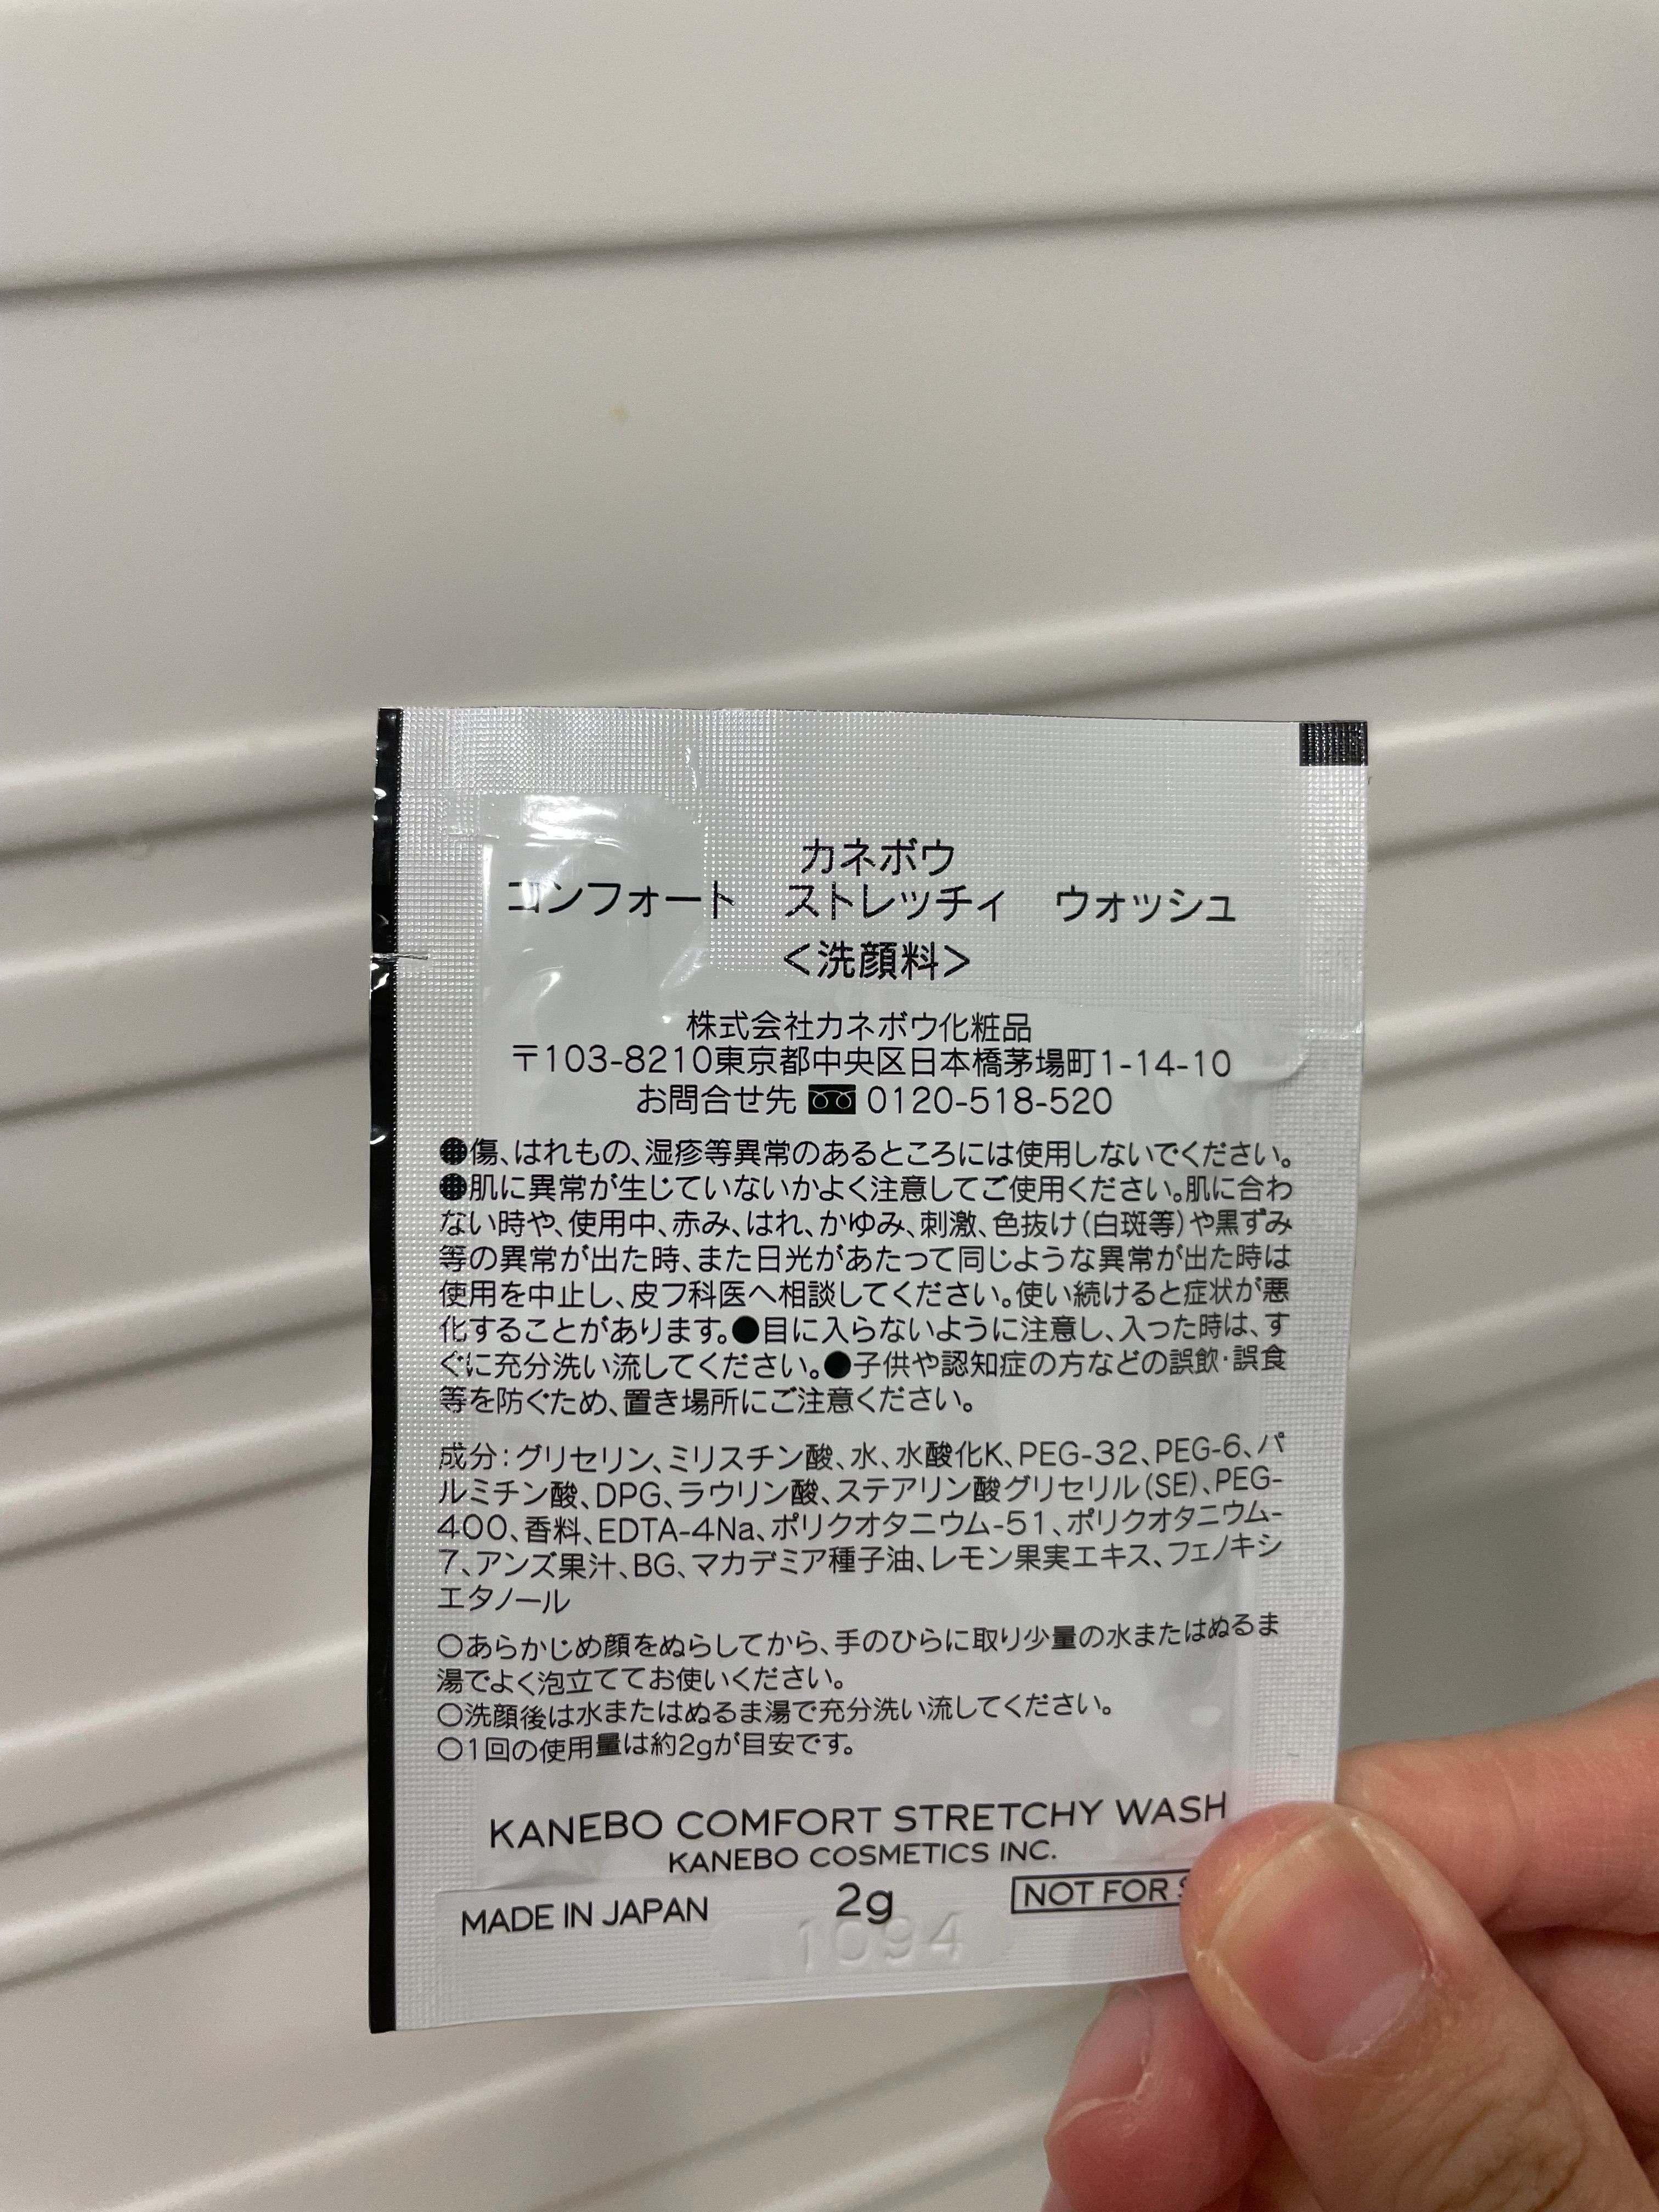 カネボウ
コンフォート ストレッチィ ウォッシュ
<洗顔料>
株式会社カネボウ化粧品
〒103-8210東京都中央区日本橋茅場町1-14-10
お問合せ先 0120-518-520
●傷、はれもの、湿疹等異常のあるところには使用しないでください。
●肌に異常が生じていないかよく注意してご使用ください。肌に合わ
ない時や、使用中、赤み、はれ、かゆみ、刺激、色抜け(白斑等)や黒ずみ
等の異常が出た時、また日光があたって同じような異常が出た時は
使用を中止し、皮フ科医へ相談してください。使い続けると症状が悪
化することがあります。●目に入らないように注意し、入った時は、す
ぐに充分洗い流してください。●子供や認知症の方などの誤飲・誤食
等を防ぐため、置き場所にご注意ください。
成分:グリセリン、ミリスチン酸、水、水酸化K、PEG-32、PEG-6、パ
ルミチン酸、DPG、ラウリン酸、ステアリン酸グリセリル(SE)、PEG-
400、香料、EDTA-4Na、ポリクオタニウム-51、ポリクオタニウム-
7、アンズ果汁、BG、マカデミア種子油、レモン果実エキス、フェノキシ
エタノール
○あらかじめ顔をぬらしてから、手のひらに取り少量の水またはぬるま
湯でよく泡立ててお使いください。
○洗顔後は水またはぬるま湯で充分洗い流してください。
○1回の使用量は約2gが目安です。
KANEBO COMFORT STRETCHY WASH
KANEBO COSMETICS INC.
MADE IN JAPAN 2g NOT FOR
1094